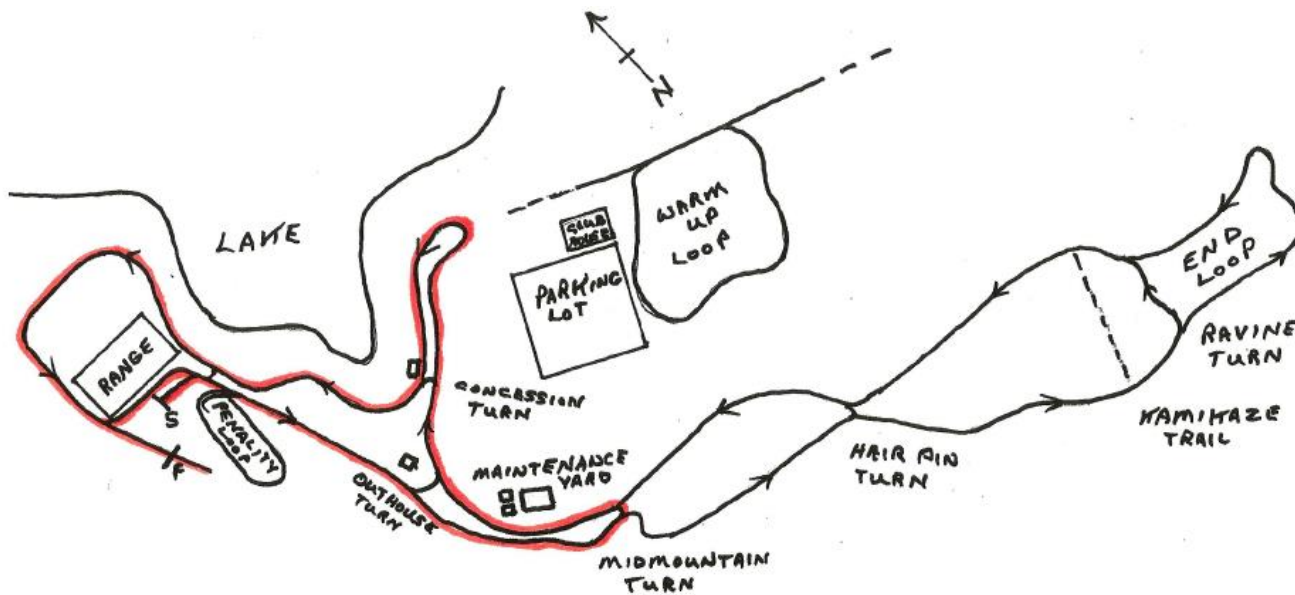 N
LAKE
CLUB
HOUSE
WARM
UP
LOOP
PARKING
LOT
END
LOOP
RANGE
S
PENALITY
LOOP
F
CONCESSION
TURN
RAVINE
TURN
KAMIKAZE
TRAIL
HAIR PIN
TURN
MAINTENANCE
YARD
OUTHOUSE
TURN
MIDMOUNTAIN
TURN